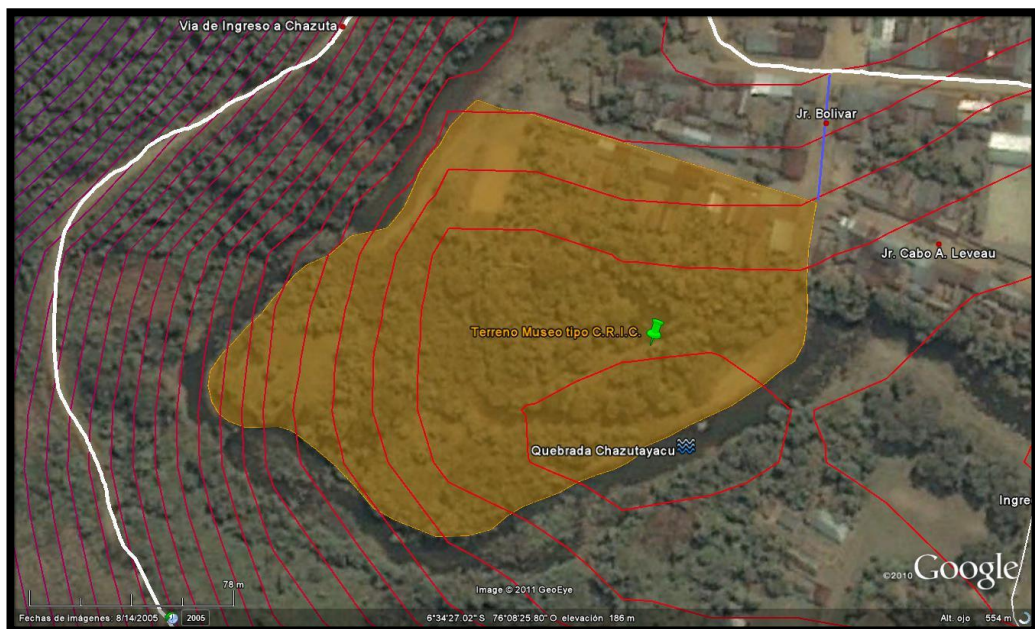 Via de Ingreso a Chazuta
Jr. Bolivar
Jr. Cabo A. Leveau
Terreno Museo tipo C.R.I.C.
Quebrada Chazutayacu
Ingre
©2010 Google
78 m
Image © 2011 GeoEye
Fechas de imágenes: 8/14/2005 2005 6°34'27.02" S 76°08'25.80" O elevación 186 m Alt. ojo 554 m